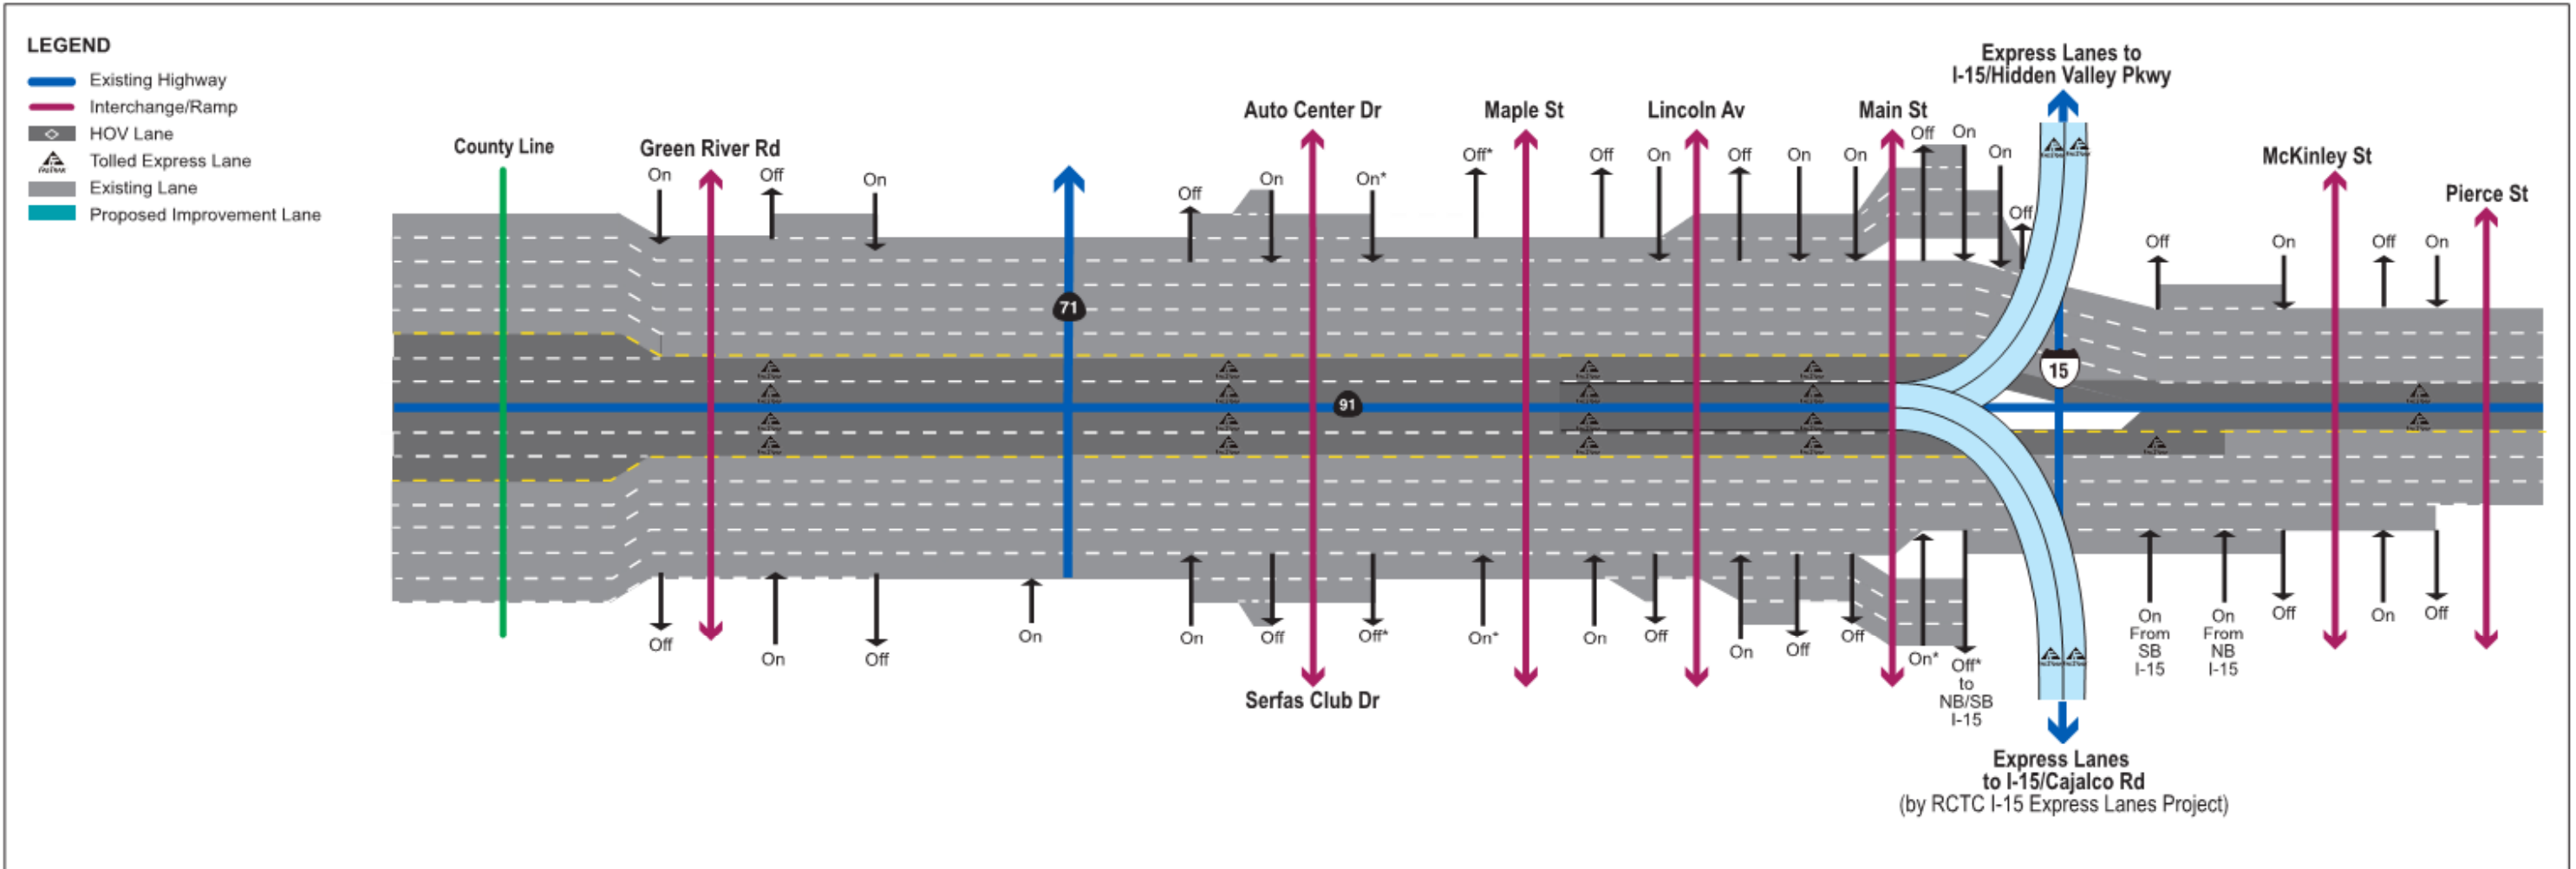 LEGEND
Existing Highway
Interchange/Ramp
HOV Lane
Tolled Express Lane
Existing Lane
Proposed Improvement Lane
Express Lanes to
I-15/Hidden Valley Pkwy
Auto Center Dr
Maple St
Lincoln Av
Main St
County Line
Green River Rd
McKinley St
Pierce St
On
Off
On
Off
On
On*
Off*
Off
On
Off
On
On
Off
On
On
Off
Off
On
Off
On
71
91
15
Off
On
Off
On
On
Off
Off*
On*
On
Off
On
Off
Off
On*
Off*
to
NB/SB
I-15
On
From
SB
I-15
On
From
NB
I-15
Off
On
Off
Serfas Club Dr
Express Lanes
to I-15/Cajalco Rd
(by RCTC I-15 Express Lanes Project)